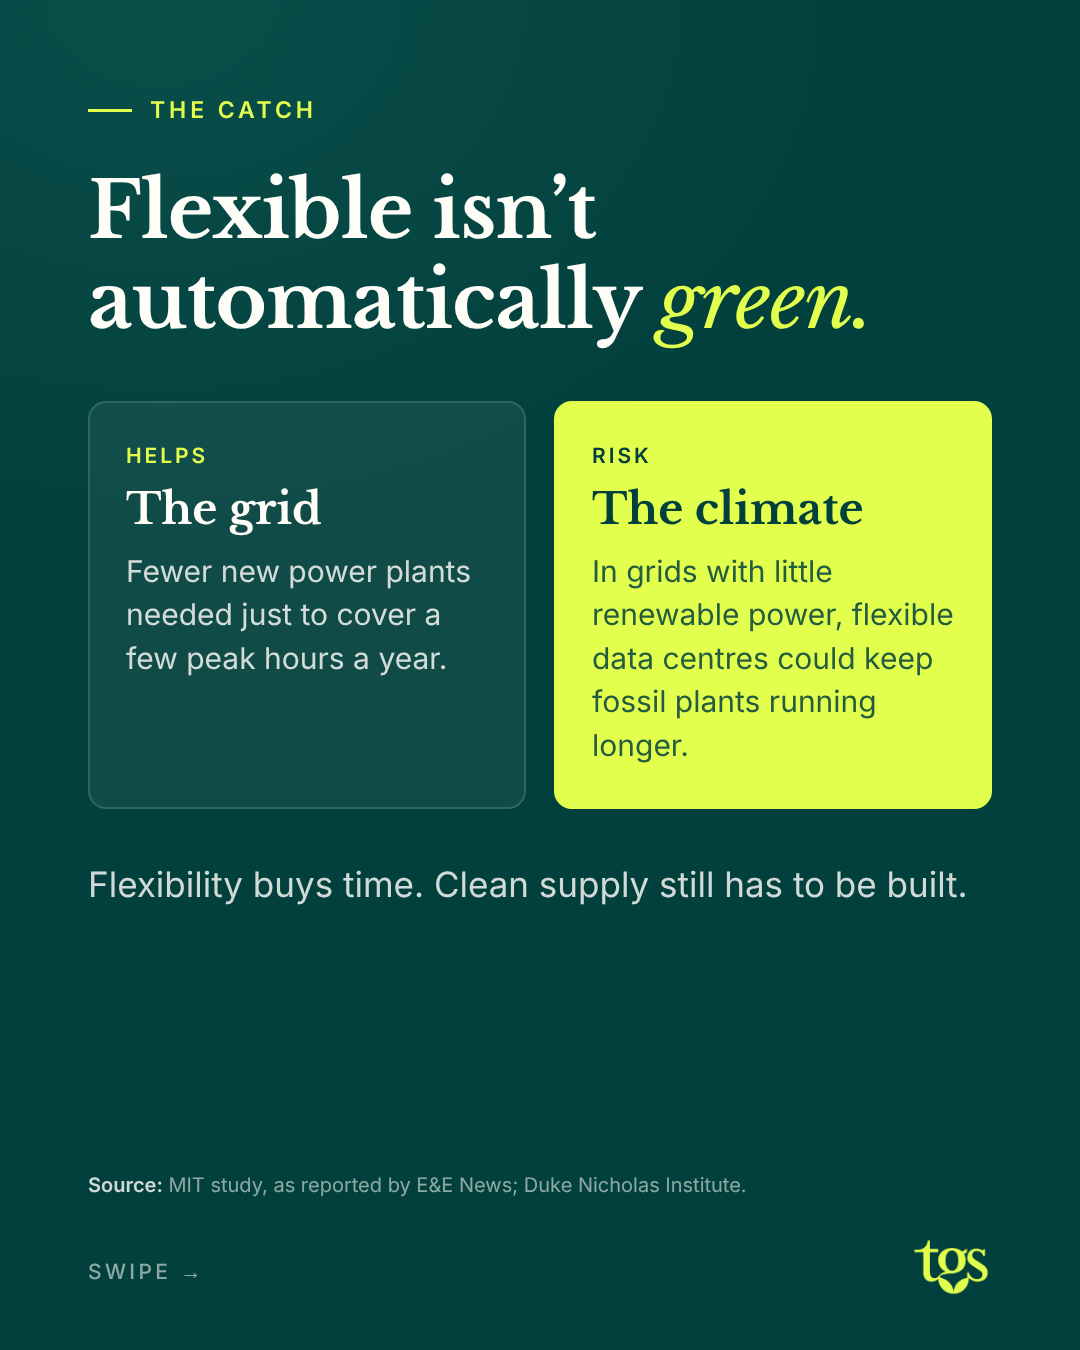 THE CATCH
Flexible isn’t
automatically green.
HELPS
The grid
Fewer new power plants
needed just to cover a
few peak hours a year.
RISK
The climate
In grids with little
renewable power, flexible
data centres could keep
fossil plants running
longer.
Flexibility buys time. Clean supply still has to be built.
Source: MIT study, as reported by E&E News; Duke Nicholas Institute.
SWIPE →
tgs